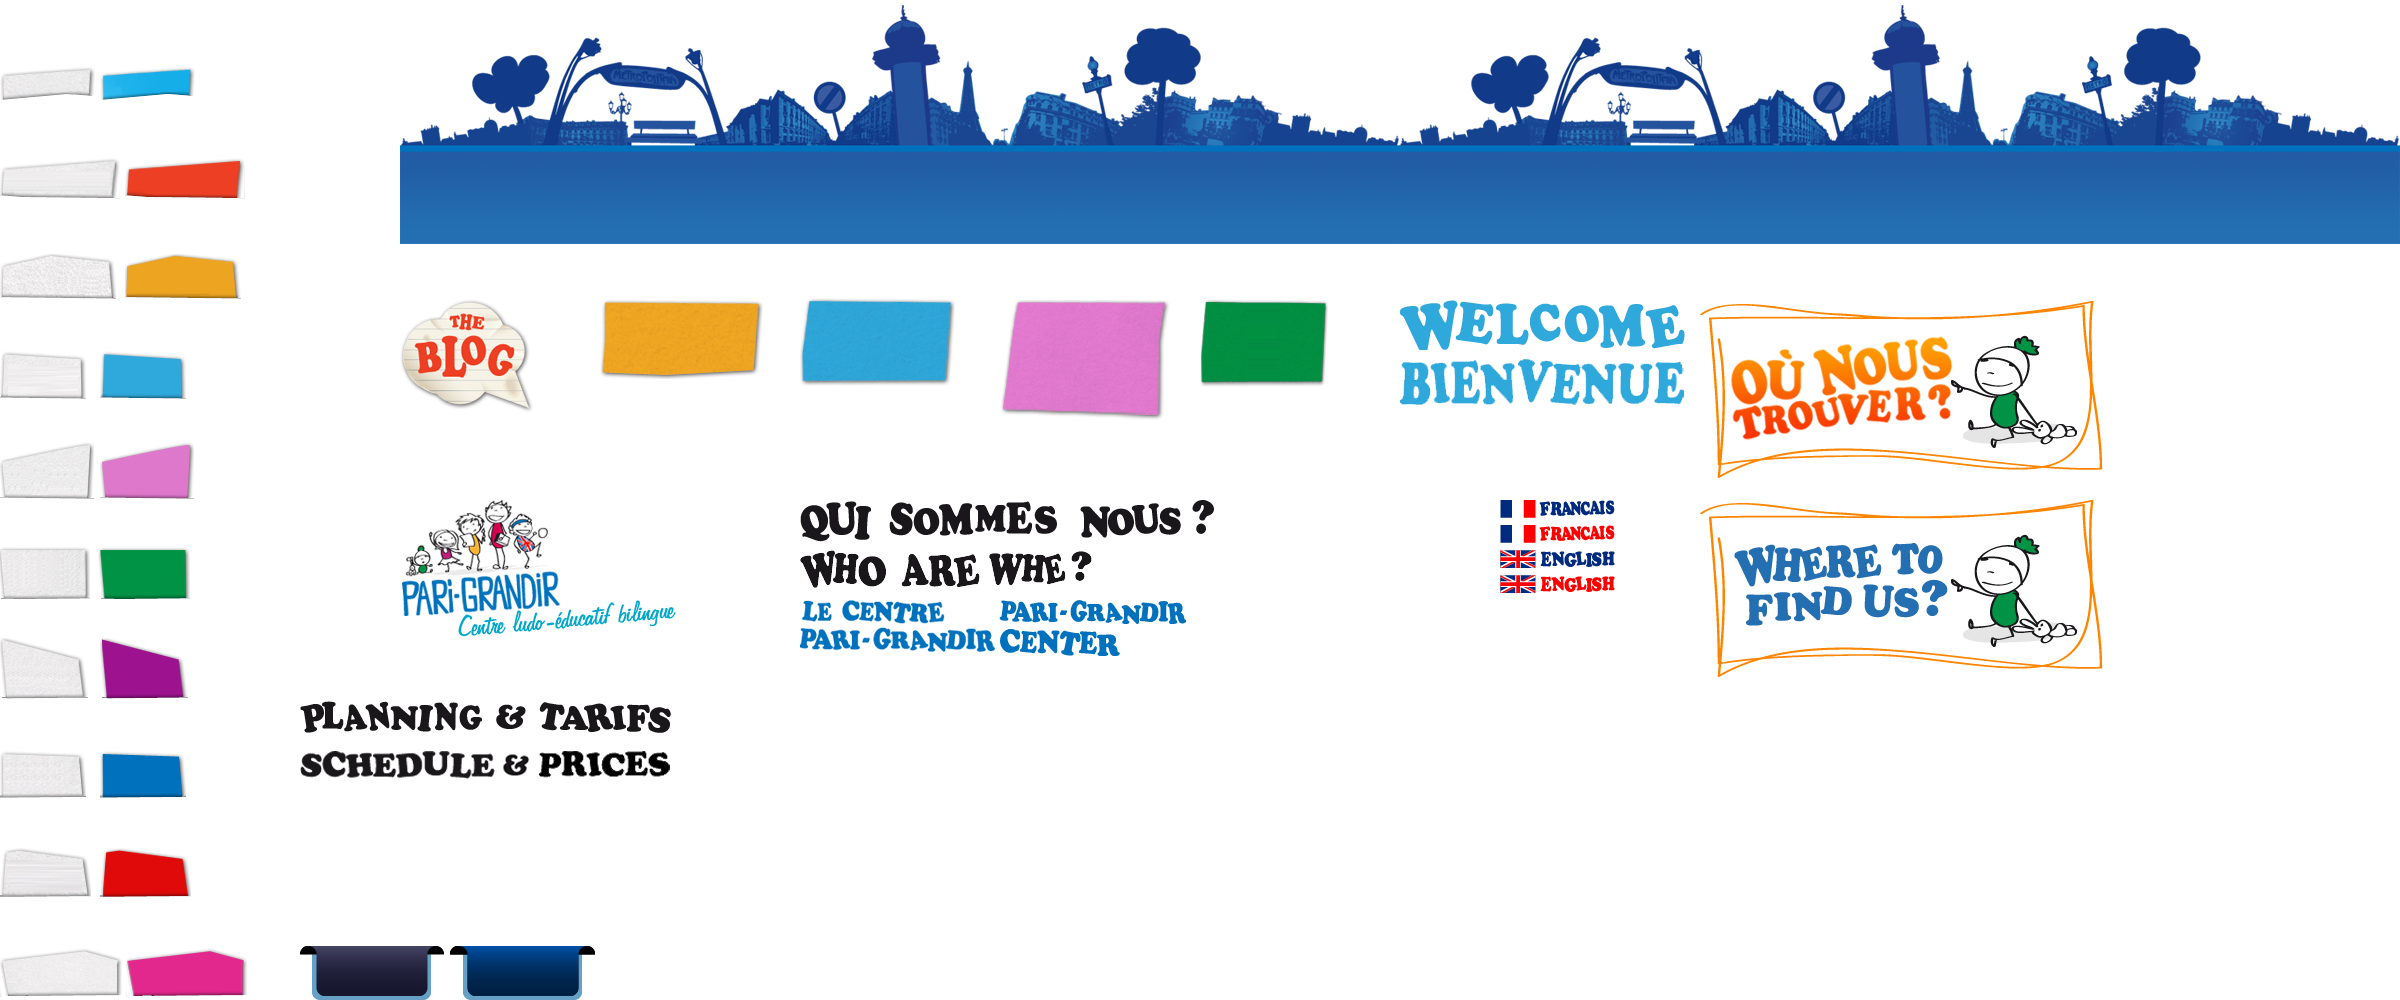 METROPOLITAIN
METROPOLITAIN
THE
BLOG
WELCOME
BIENVENUE
OÙ NOUS
TROUVER?
PARI-GRANDIR
Centre ludo-éducatif bilingue
QUI SOMMES NOUS ?
WHO ARE WHE ?
LE CENTRE
PARI-GRANDIR
PARI-GRANDIR
CENTER
FRANCAIS
FRANCAIS
ENGLISH
ENGLISH
WHERE TO
FIND US?
PLANNING & TARIFS
SCHEDULE & PRICES